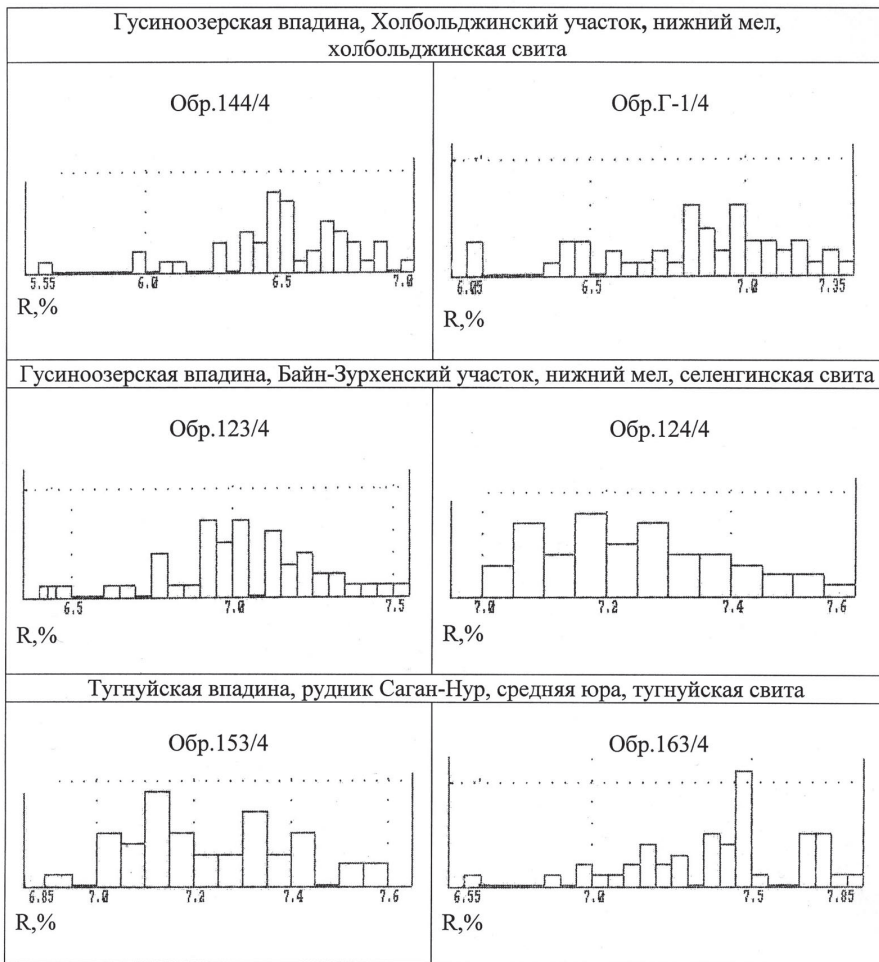 Гусиноозерская впадина, Холбольджинский участок, нижний мел,
холбольджинская свита
Обр.144/4
Обр.Г-1/4
5.55 6.0 6.5 7.0
6.05 6.5 7.0 7.35
R,%
R,%
Гусиноозерская впадина, Байн-Зурхенский участок, нижний мел, селенгинская свита
Обр.123/4
Обр.124/4
6.5 7.0 7.5
7.0 7.2 7.4 7.6
R,%
R,%
Тугнуйская впадина, рудник Саган-Нур, средняя юра, тугнуйская свита
Обр.153/4
Обр.163/4
6.85 7.0 7.2 7.4 7.6
6.55 7.0 7.5 7.85
R,%
R,%